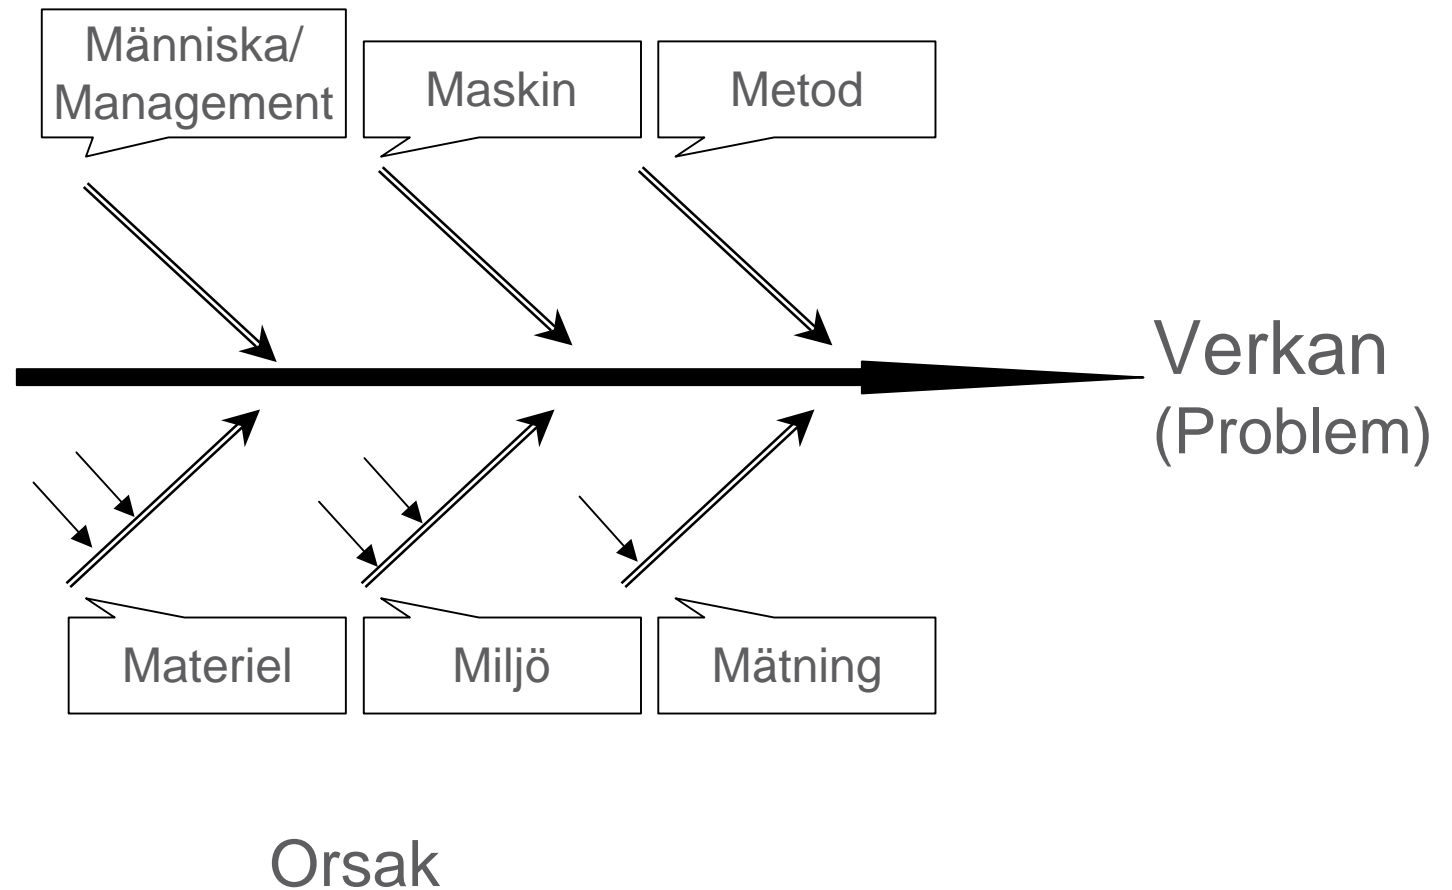 Människa/
Management
Maskin
Metod
Verkan
(Problem)
Materiel
Miljö
Mätning
Orsak